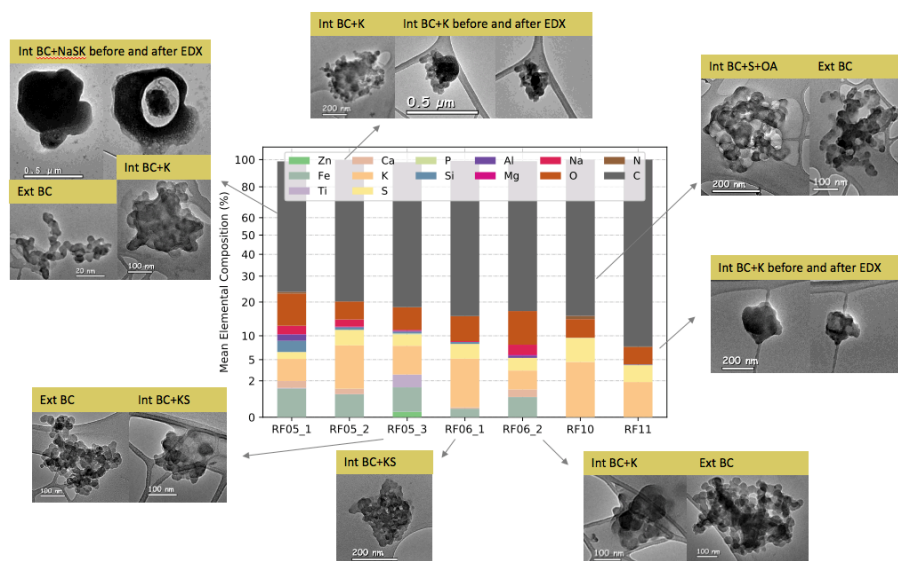 Int BC+K
Int BC+K before and after EDX
200 nm
0.5 µm
Int BC+NaSK before and after EDX
0.5 µm
Ext BC
Int BC+K
20 nm
100 nm
Int BC+S+OA
Ext BC
200 nm
100 nm
Int BC+K before and after EDX
200 nm
Zn
Ca
P
Al
Na
N
Fe
K
Si
Mg
O
C
Ti
S
Mean Elemental Composition (%)
100
80
60
50
40
30
20
10
5
2
0
RF05_1
RF05_2
RF05_3
RF06_1
RF06_2
RF10
RF11
Ext BC
Int BC+KS
100 nm
100 nm
Int BC+KS
200 nm
Int BC+K
Ext BC
100 nm
100 nm